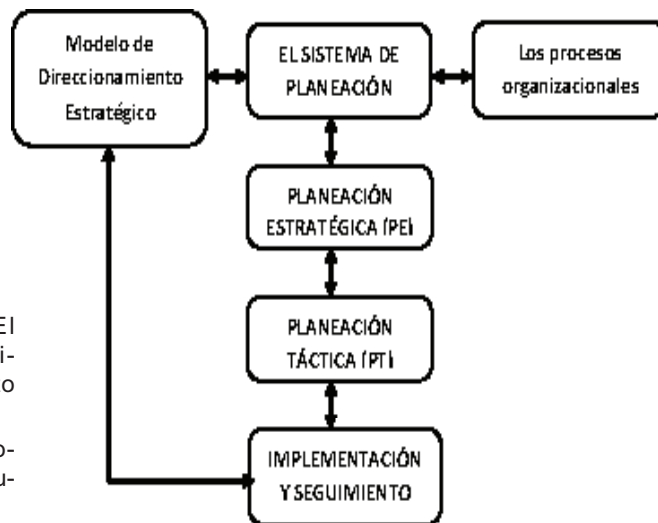 Modelo de
Direccionamiento
Estratégico
EL SISTEMA DE
PLANEACIÓN
Los procesos
organizacionales
PLANEACIÓN
ESTRATÉGICA (PE)
PLANEACIÓN
TÁCTICA (PT)
IMPLEMENTACIÓN
Y SEGUIMIENTO
El
i-
o
o-
u-